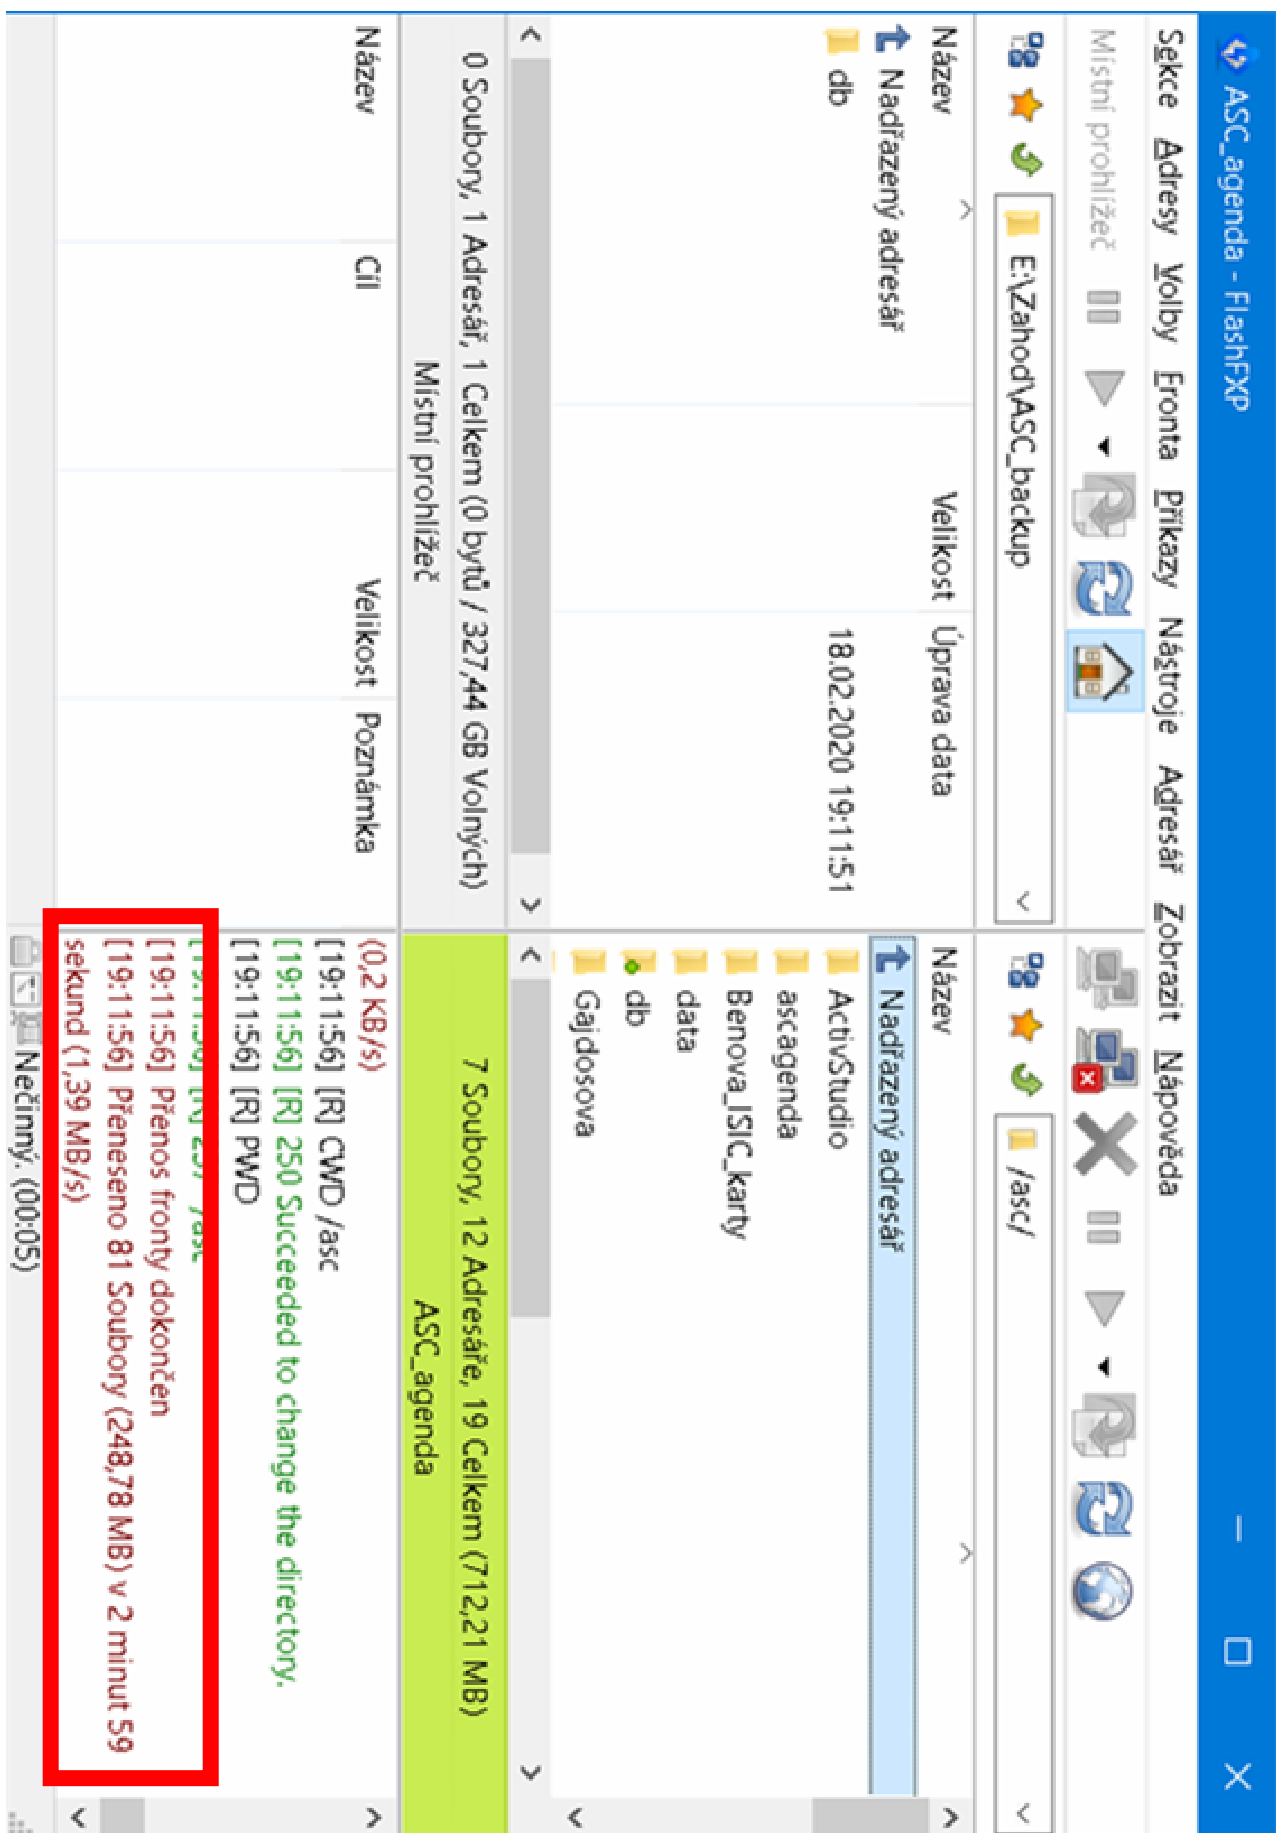 ASC_agenda - FlashFXP
Sekce Adresy Volby Fronta Příkazy Nástroje Adresář Zobrazit Nápověda
Místní prohlížeč
E:\Zahod\ASC_backup
Název Velikost Úprava data
Nadřazený adresář
db 18.02.2020 19:11:51
0 Soubory, 1 Adresář, 1 Celkem (0 bytů / 327,44 GB Volných)
Místní prohlížeč
/asc/
Název
Nadřazený adresář
ActivStudio
ascagenda
Benova_ISIC_karty
data
db
Gajdosova
7 Soubory, 12 Adresáře, 19 Celkem (712,21 MB)
ASC_agenda
Název Cíl Velikost Poznámka
(0,2 KB/s)
[19:11:56] [R] CWD /asc
[19:11:56] [R] 250 Succeeded to change the directory.
[19:11:56] [R] PWD
[19:11:56] [R] 257 /asc
[19:11:56] Přenos fronty dokončen
[19:11:56] Přeneseno 81 Soubory (248,78 MB) v 2 minut 59
sekund (1,39 MB/s)
Nečinný. (00:05)